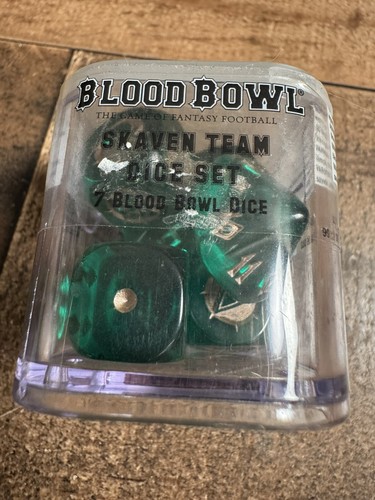 BLOOD BOWL®
THE GAME OF FANTASY FOOTBALL
SKAVEN TEAM
DICE SET
7 BLOOD BOWL DICE